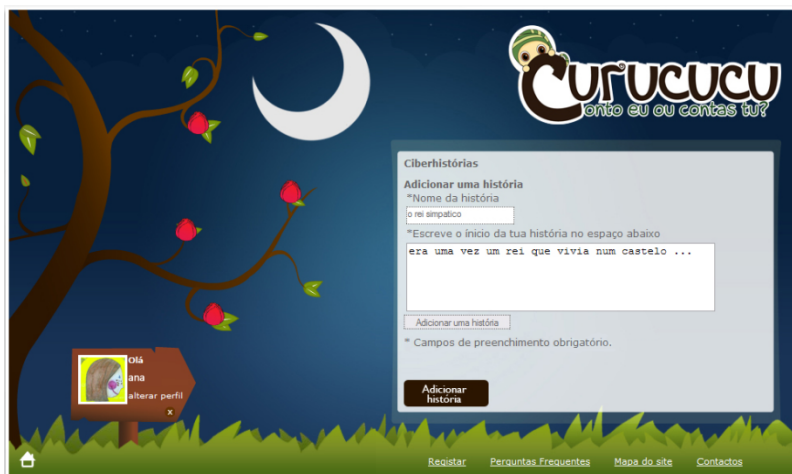 Curucucu
Conto eu ou contas tu?
Ciberhistórias
Adicionar uma história
*Nome da história
o rei simpatico
*Escreve o ínicio da tua história no espaço abaixo
era uma vez um rei que vivia num castelo ...
Adicionar uma história
* Campos de preenchimento obrigatório.
Adicionar
história
Olá
ana
alterar perfil
x
Registar Perguntas Frequentes Mapa do site Contactos